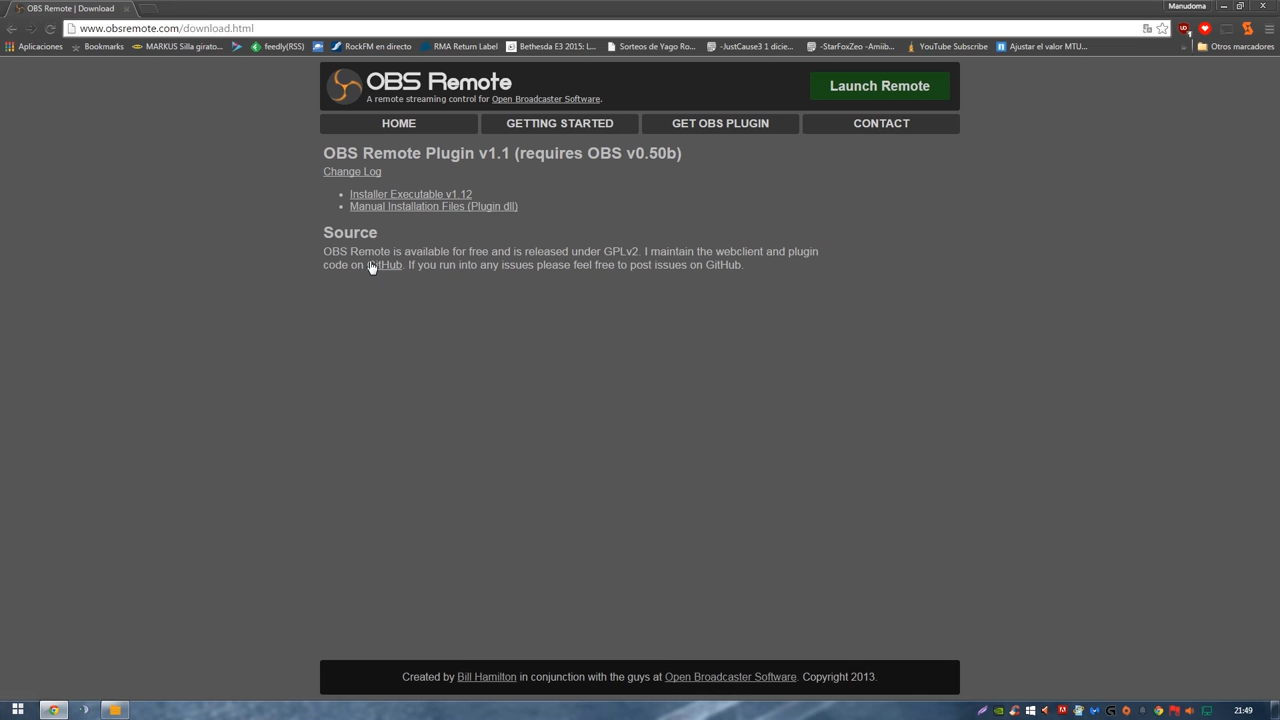 OBS Remote | Download
Manudoma
www.obsremote.com/download.html
Aplicaciones
Bookmarks
MARKUS Silla girato...
feedly(RSS)
RockFM en directo
RMA Return Label
Bethesda E3 2015: L...
Sorteos de Yago Ro...
-JustCause3 1 dicie...
-StarFoxZeo -Amiib...
YouTube Subscribe
Ajustar el valor MTU...
Otros marcadores
OBS Remote
A remote streaming control for Open Broadcaster Software.
Launch Remote
HOME
GETTING STARTED
GET OBS PLUGIN
CONTACT
OBS Remote Plugin v1.1 (requires OBS v0.50b)
Change Log
Installer Executable v1.12
Manual Installation Files (Plugin dll)
Source
OBS Remote is available for free and is released under GPLv2. I maintain the webclient and plugin
code on GitHub. If you run into any issues please feel free to post issues on GitHub.
Created by Bill Hamilton in conjunction with the guys at Open Broadcaster Software. Copyright 2013.
21:49